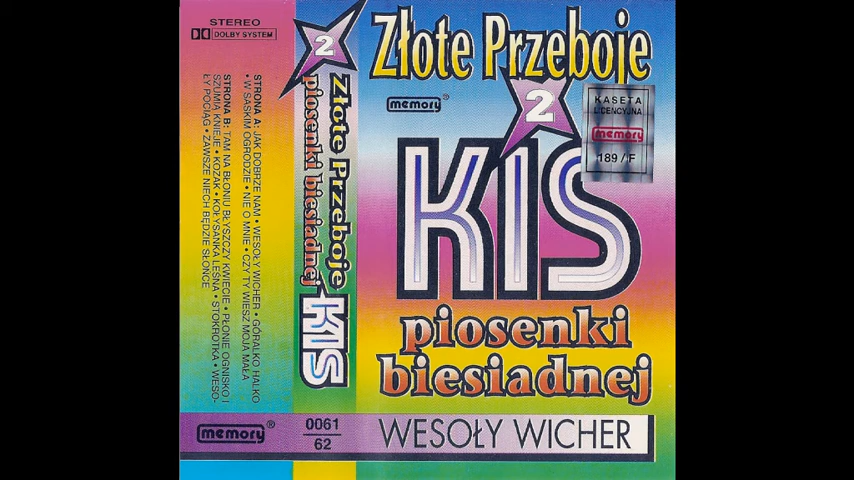 STEREO
DOLBY SYSTEM
STRONA A: JAK DOBRZE NAM • WESOŁY WICHER • GÓRALKO HALKO
• W SASKIM OGRODZIE • NIE O MNIE • CZY TY WIESZ MOJA MAŁA
STRONA B: TAM NA BŁONIU BŁYSZCZY KWIECIE • PŁONIE OGNISKO I
SZUMIĄ KNIEJE • KOZAK • KOŁYSANKA LEŚNA • STOKROTKA • WESO-
ŁY POCIĄG • ZAWSZE NIECH BĘDZIE SŁOŃCE
memory®
2
Złote Przeboje
piosenki biesiadnej
KIS
0061
62
Złote Przeboje
2
memory®
KASETA
LICENCYJNA
memory
189/F
KIS
piosenki
biesiadnej
WESOŁY WICHER